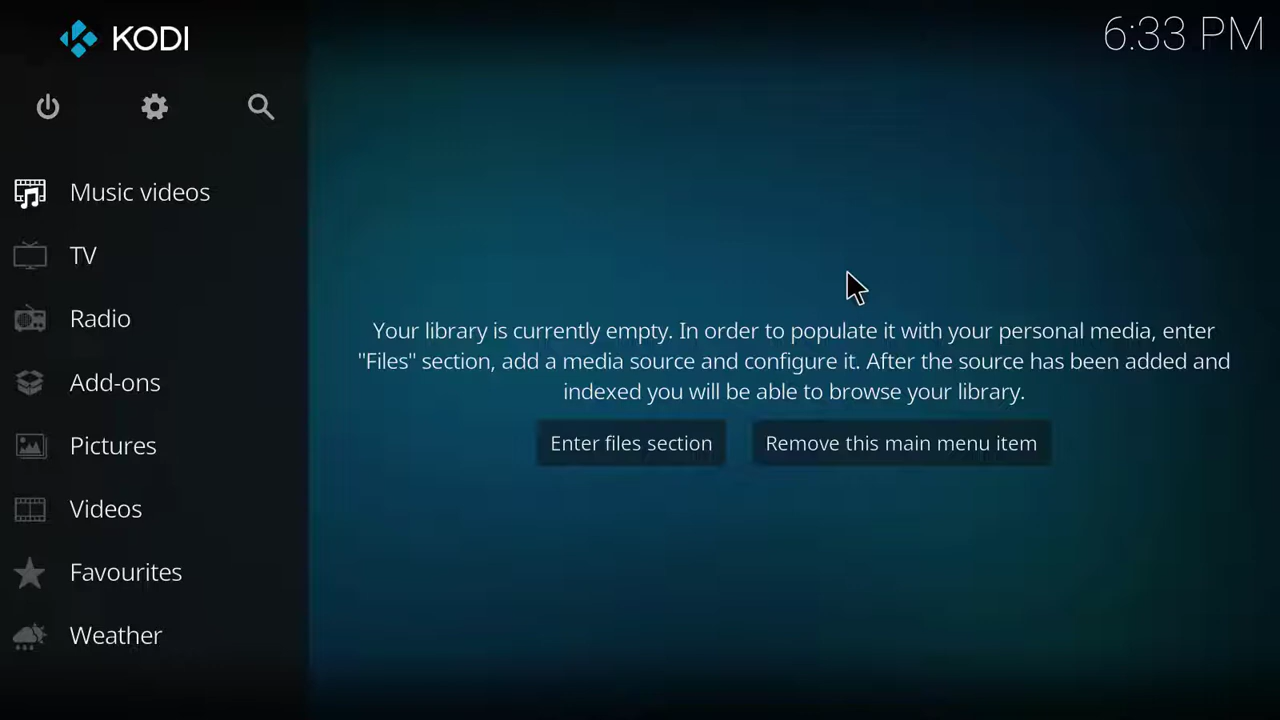 KODI
6:33 PM
Music videos
TV
Radio
Add-ons
Pictures
Videos
Favourites
Weather
Your library is currently empty. In order to populate it with your personal media, enter
"Files" section, add a media source and configure it. After the source has been added and
indexed you will be able to browse your library.
Enter files section
Remove this main menu item